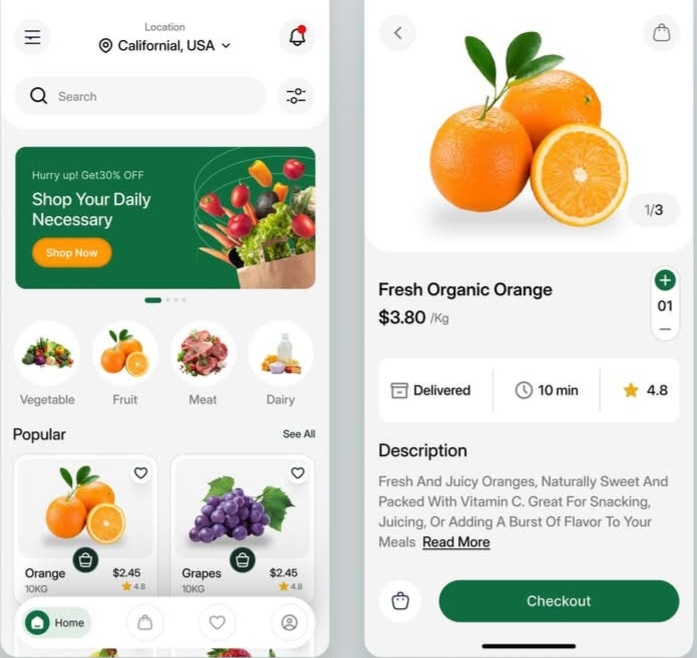 Location
Californial, USA
Search
Hurry up! Get30% OFF
Shop Your Daily
Necessary
Shop Now
Vegetable Fruit Meat Dairy
Popular See All
Orange $2.45
10KG 4.8
Grapes $2.45
10KG 4.8
Home
1/3
Fresh Organic Orange
$3.80 /Kg
01
Delivered 10 min 4.8
Description
Fresh And Juicy Oranges, Naturally Sweet And
Packed With Vitamin C. Great For Snacking,
Juicing, Or Adding A Burst Of Flavor To Your
Meals Read More
Checkout